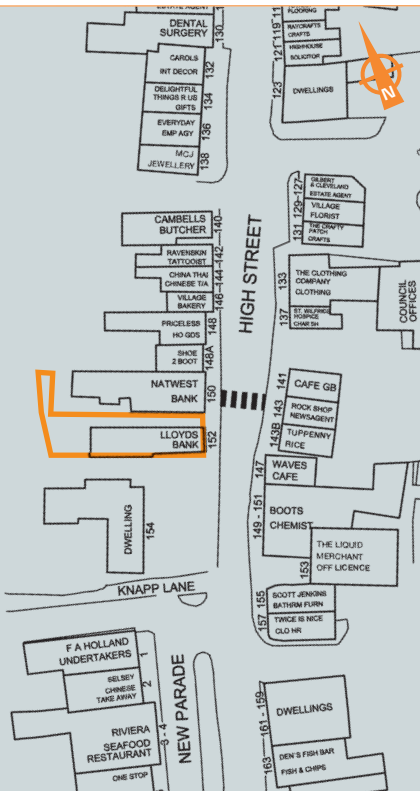 ESTATE AGENT
DENTAL
SURGERY
130
CAROLS
INT DECOR
132
DELIGHTFUL
THINGS R US
GIFTS
134
EVERYDAY
EMP AGY
136
MCJ
JEWELLERY
138
CAMBELLS
BUTCHER
140
RAVENSKIN
TATTOOIST
142
CHINA THAI
CHINESE T/A
144
VILLAGE
BAKERY
146
PRICELESS
HO GDS
148
SHOE
2 BOOT
148A
NATWEST
BANK
150
LLOYDS
BANK
152
DWELLING
154
KNAPP LANE
F A HOLLAND
UNDERTAKERS
1
SELSEY
CHINESE
TAKE AWAY
2
RIVIERA
SEAFOOD
RESTAURANT
3 - 4
ONE STOP
NEW PARADE
HIGH STREET
FLOORING
RAYCRAFTS
CRAFTS
119
HIGHHOUSE
SOLICITOR
121
DWELLINGS
123
N
GILBERT
& CLEVELAND
ESTATE AGENT
127
VILLAGE
FLORIST
129
THE CRAFTY
PATCH
CRAFTS
131
THE CLOTHING
COMPANY
CLOTHING
133
ST. WILFRIDS
HOSPICE
CHAR SH
137
COUNCIL
OFFICES
CAFE GB
141
ROCK SHOP
NEWSAGENT
143
TUPPENNY
RICE
143B
WAVES
CAFE
147
BOOTS
CHEMIST
149 - 151
THE LIQUID
MERCHANT
OFF LICENCE
153
SCOTT JENKINS
BATHRM FURN
155
TWICE IS NICE
CLO HR
157
DWELLINGS
161 - 159
DEN'S FISH BAR
FISH & CHIPS
163